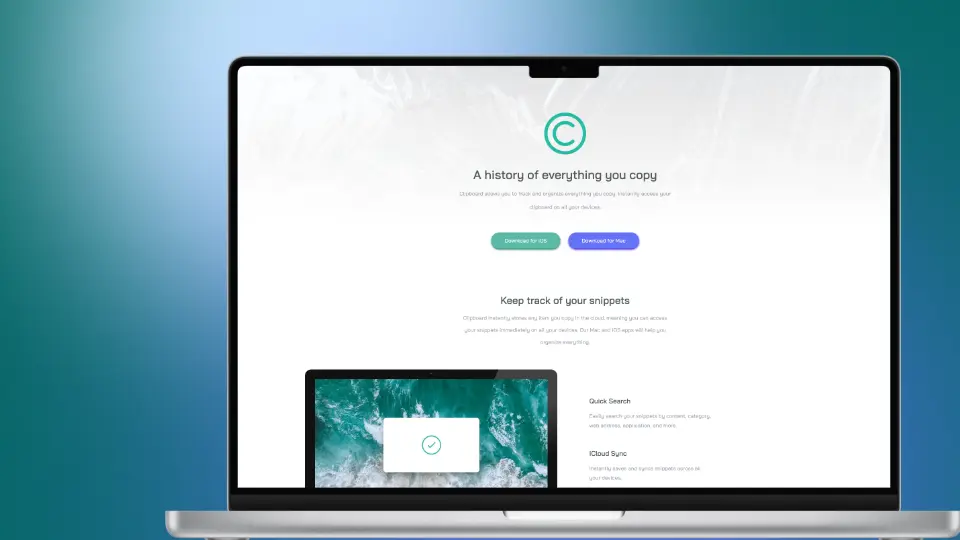 C
A history of everything you copy
Clipboard allows you to track and organize everything you copy. Instantly access your
clipboard on all your devices.
Download for iOS
Download for Mac
Keep track of your snippets
Clipboard instantly stores any item you copy in the cloud, meaning you can access
your snippets immediately on all your devices. Our Mac and iOS apps will help you
organize everything.
Quick Search
Easily search your snippets by content, category,
web address, application, and more.
iCloud Sync
Instantly saves and syncs snippets across all
your devices.